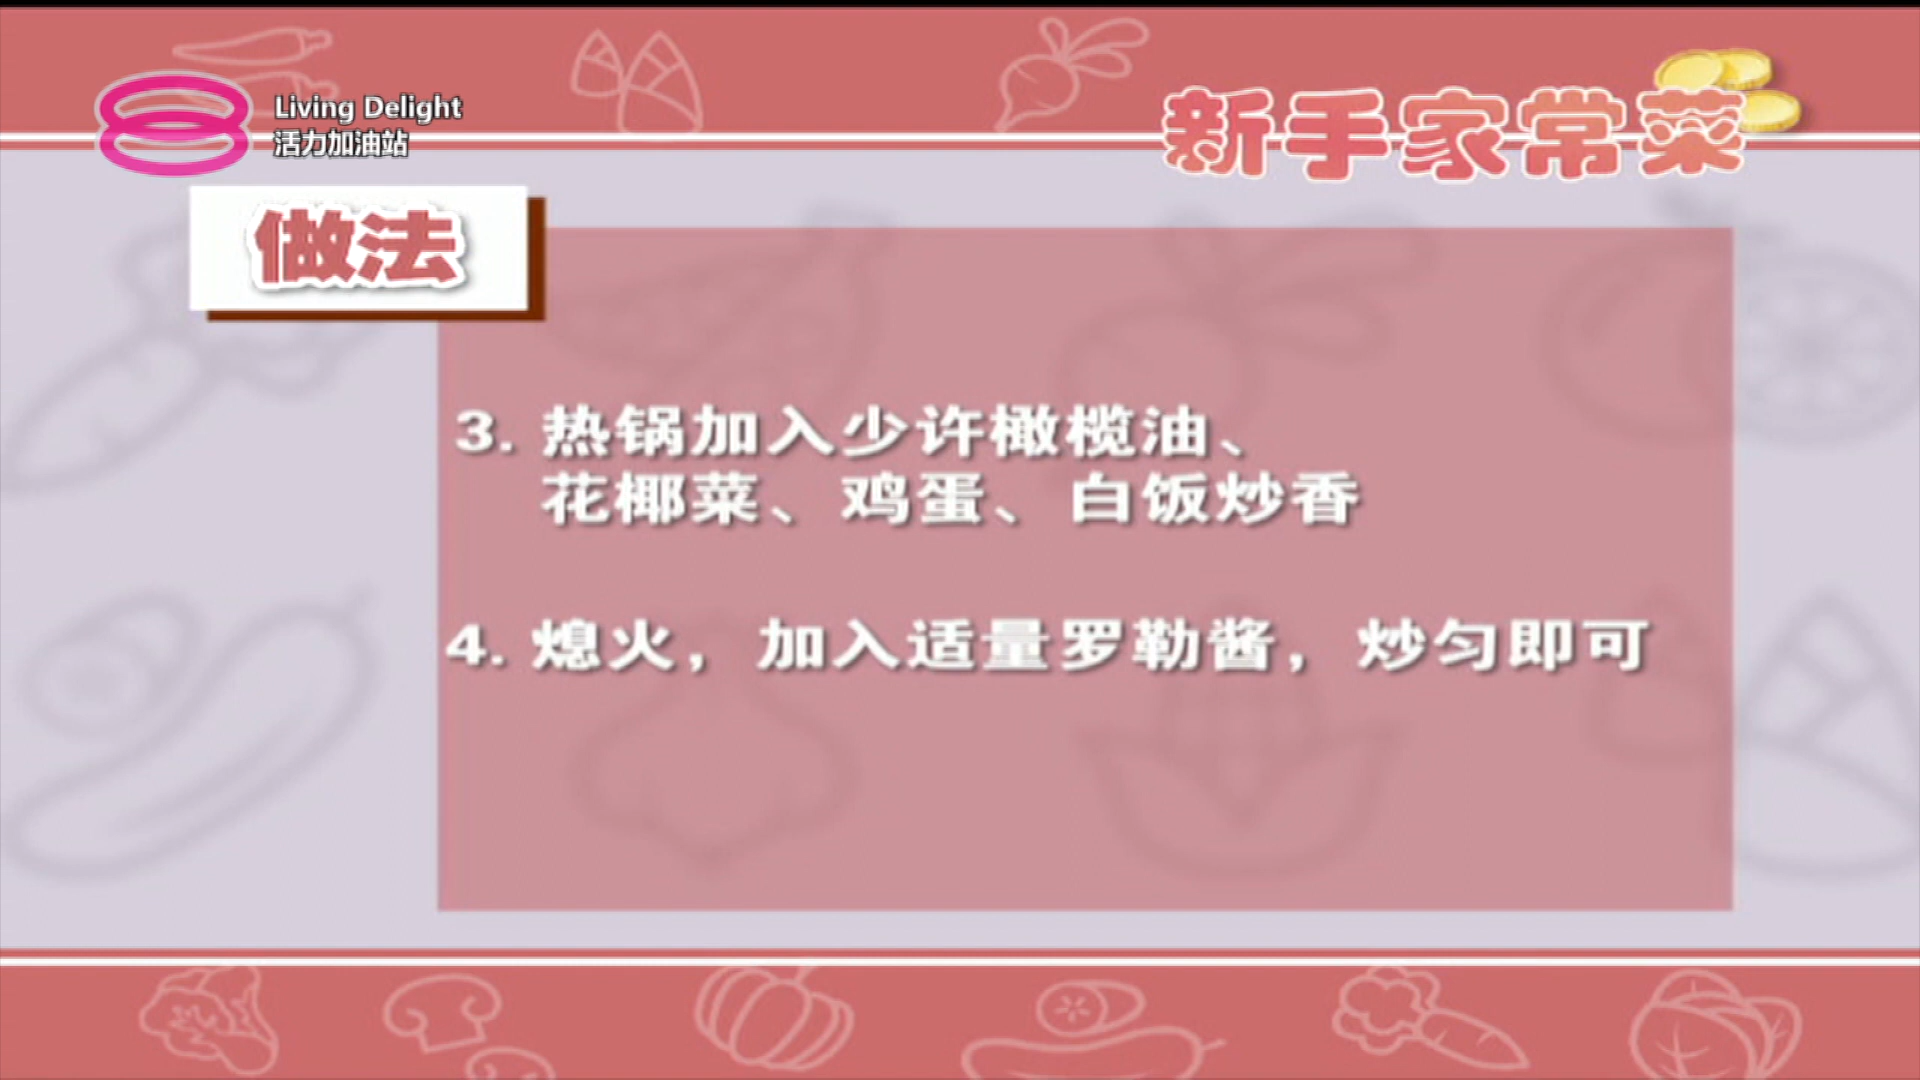 Living Delight
活力加油站
新手家常菜
做法
3. 热锅加入少许橄榄油、
花椰菜、鸡蛋、白饭炒香
4. 熄火，加入适量罗勒酱，炒匀即可